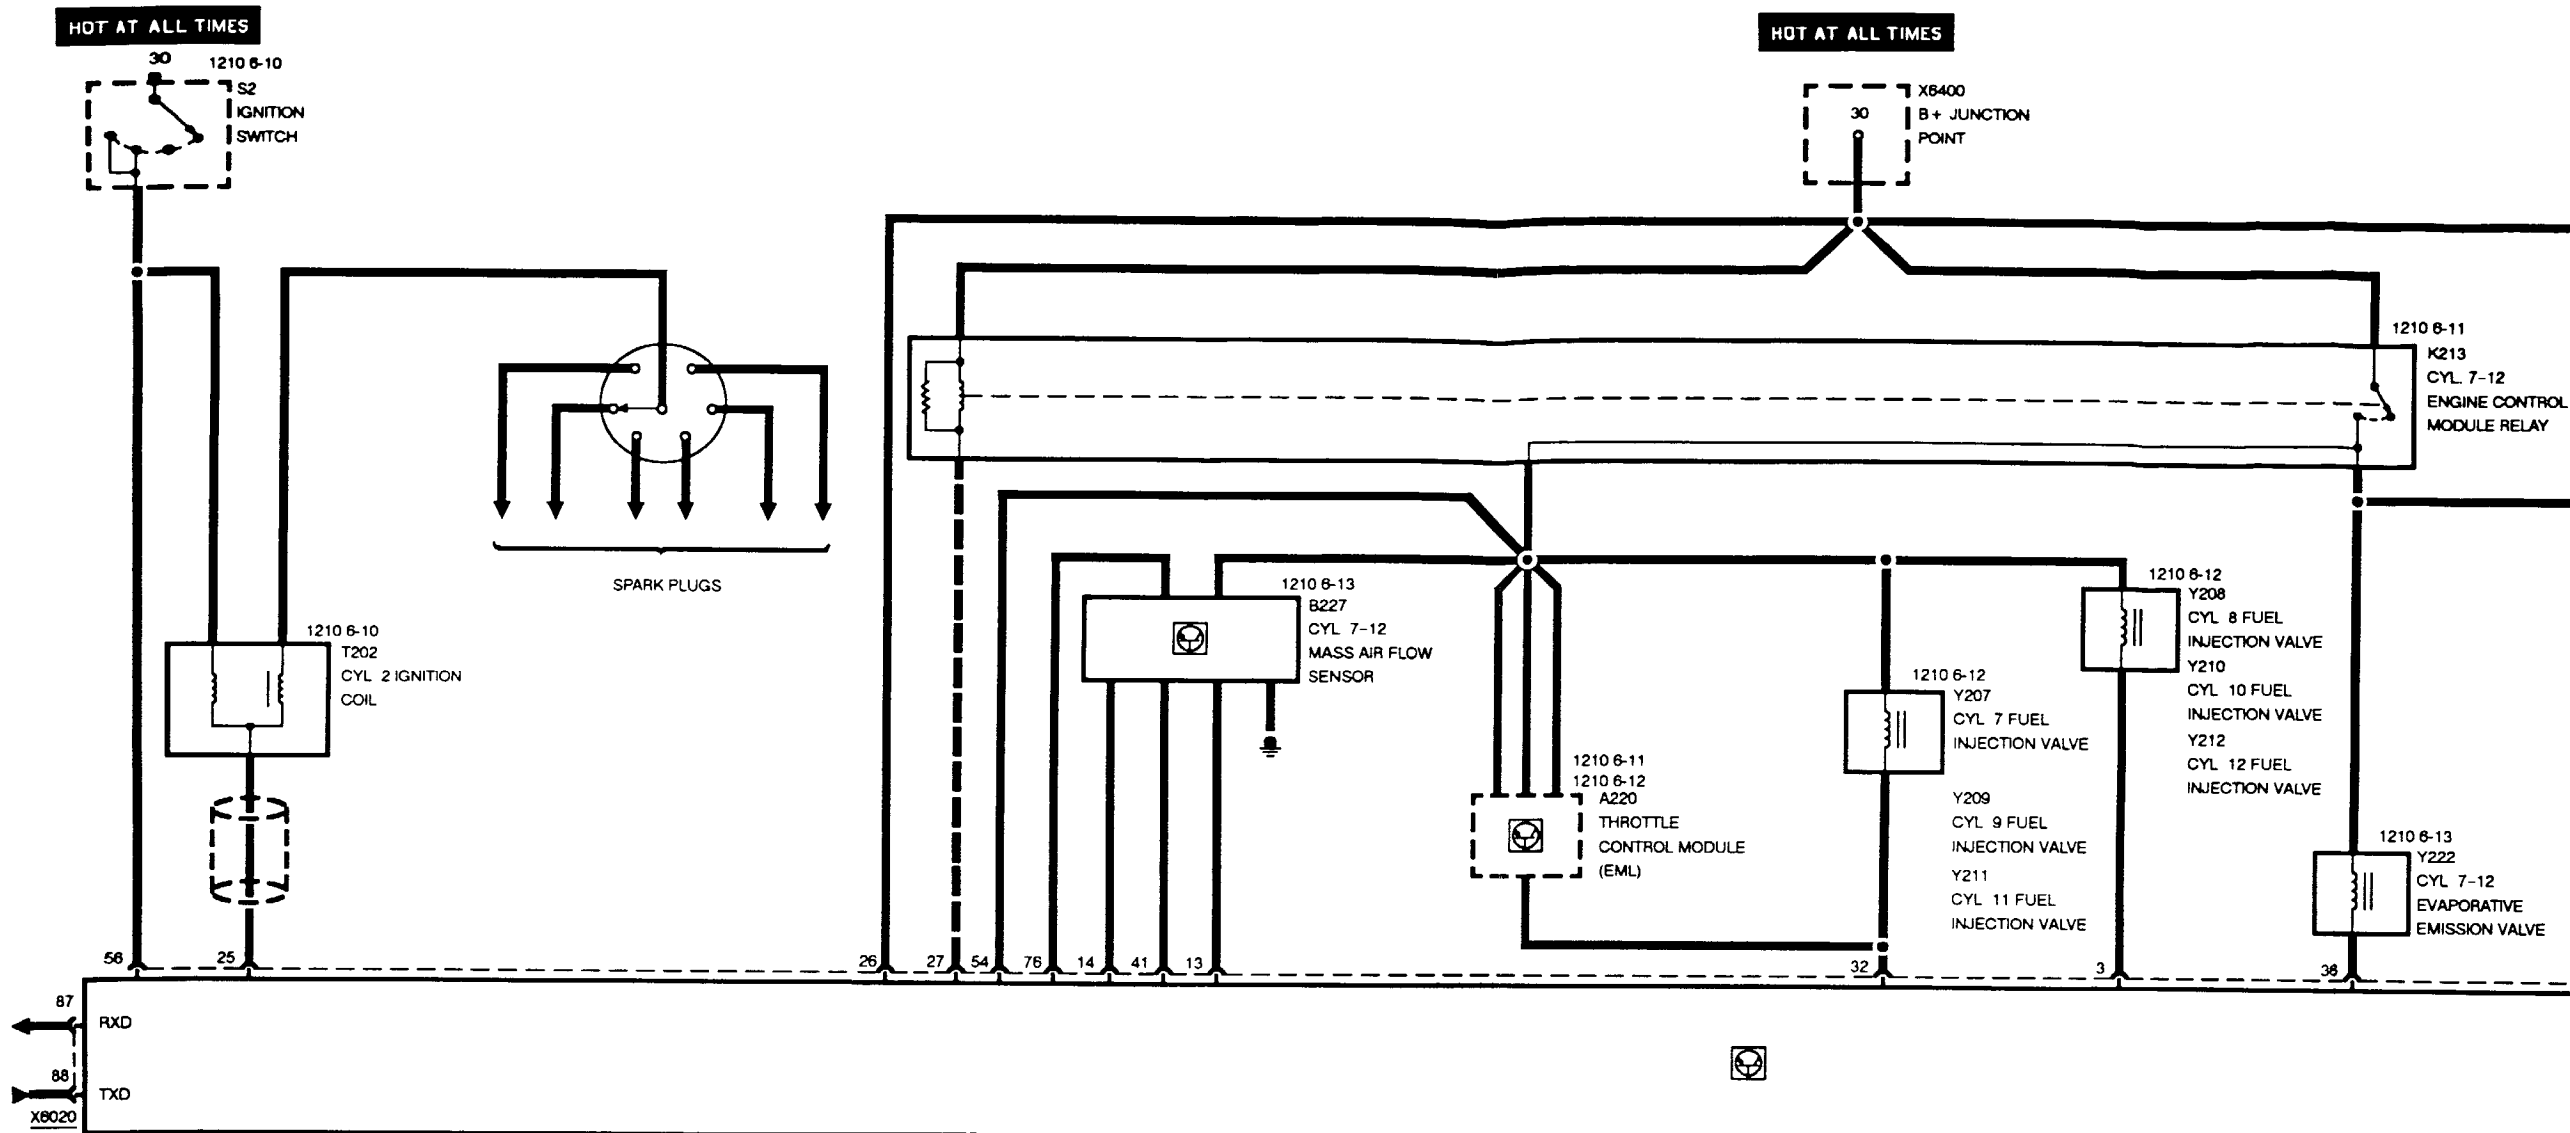 HOT AT ALL TIMES
30
1210 6-10
S2
IGNITION
SWITCH
HOT AT ALL TIMES
X6400
30
B+ JUNCTION
POINT
1210 6-11
K213
CYL. 7-12
ENGINE CONTROL
MODULE RELAY
SPARK PLUGS
1210 6-10
T202
CYL 2 IGNITION
COIL
1210 6-13
B227
CYL 7-12
MASS AIR FLOW
SENSOR
1210 6-11
1210 6-12
A220
THROTTLE
CONTROL MODULE
(EML)
1210 6-12
Y207
CYL 7 FUEL
INJECTION VALVE
Y209
CYL 9 FUEL
INJECTION VALVE
Y211
CYL 11 FUEL
INJECTION VALVE
1210 6-12
Y208
CYL 8 FUEL
INJECTION VALVE
Y210
CYL 10 FUEL
INJECTION VALVE
Y212
CYL 12 FUEL
INJECTION VALVE
1210 6-13
Y222
CYL 7-12
EVAPORATIVE
EMISSION VALVE
56 25 26 27 54 76 14 41 13 32 3 36
87
RXD
88
TXD
X6020